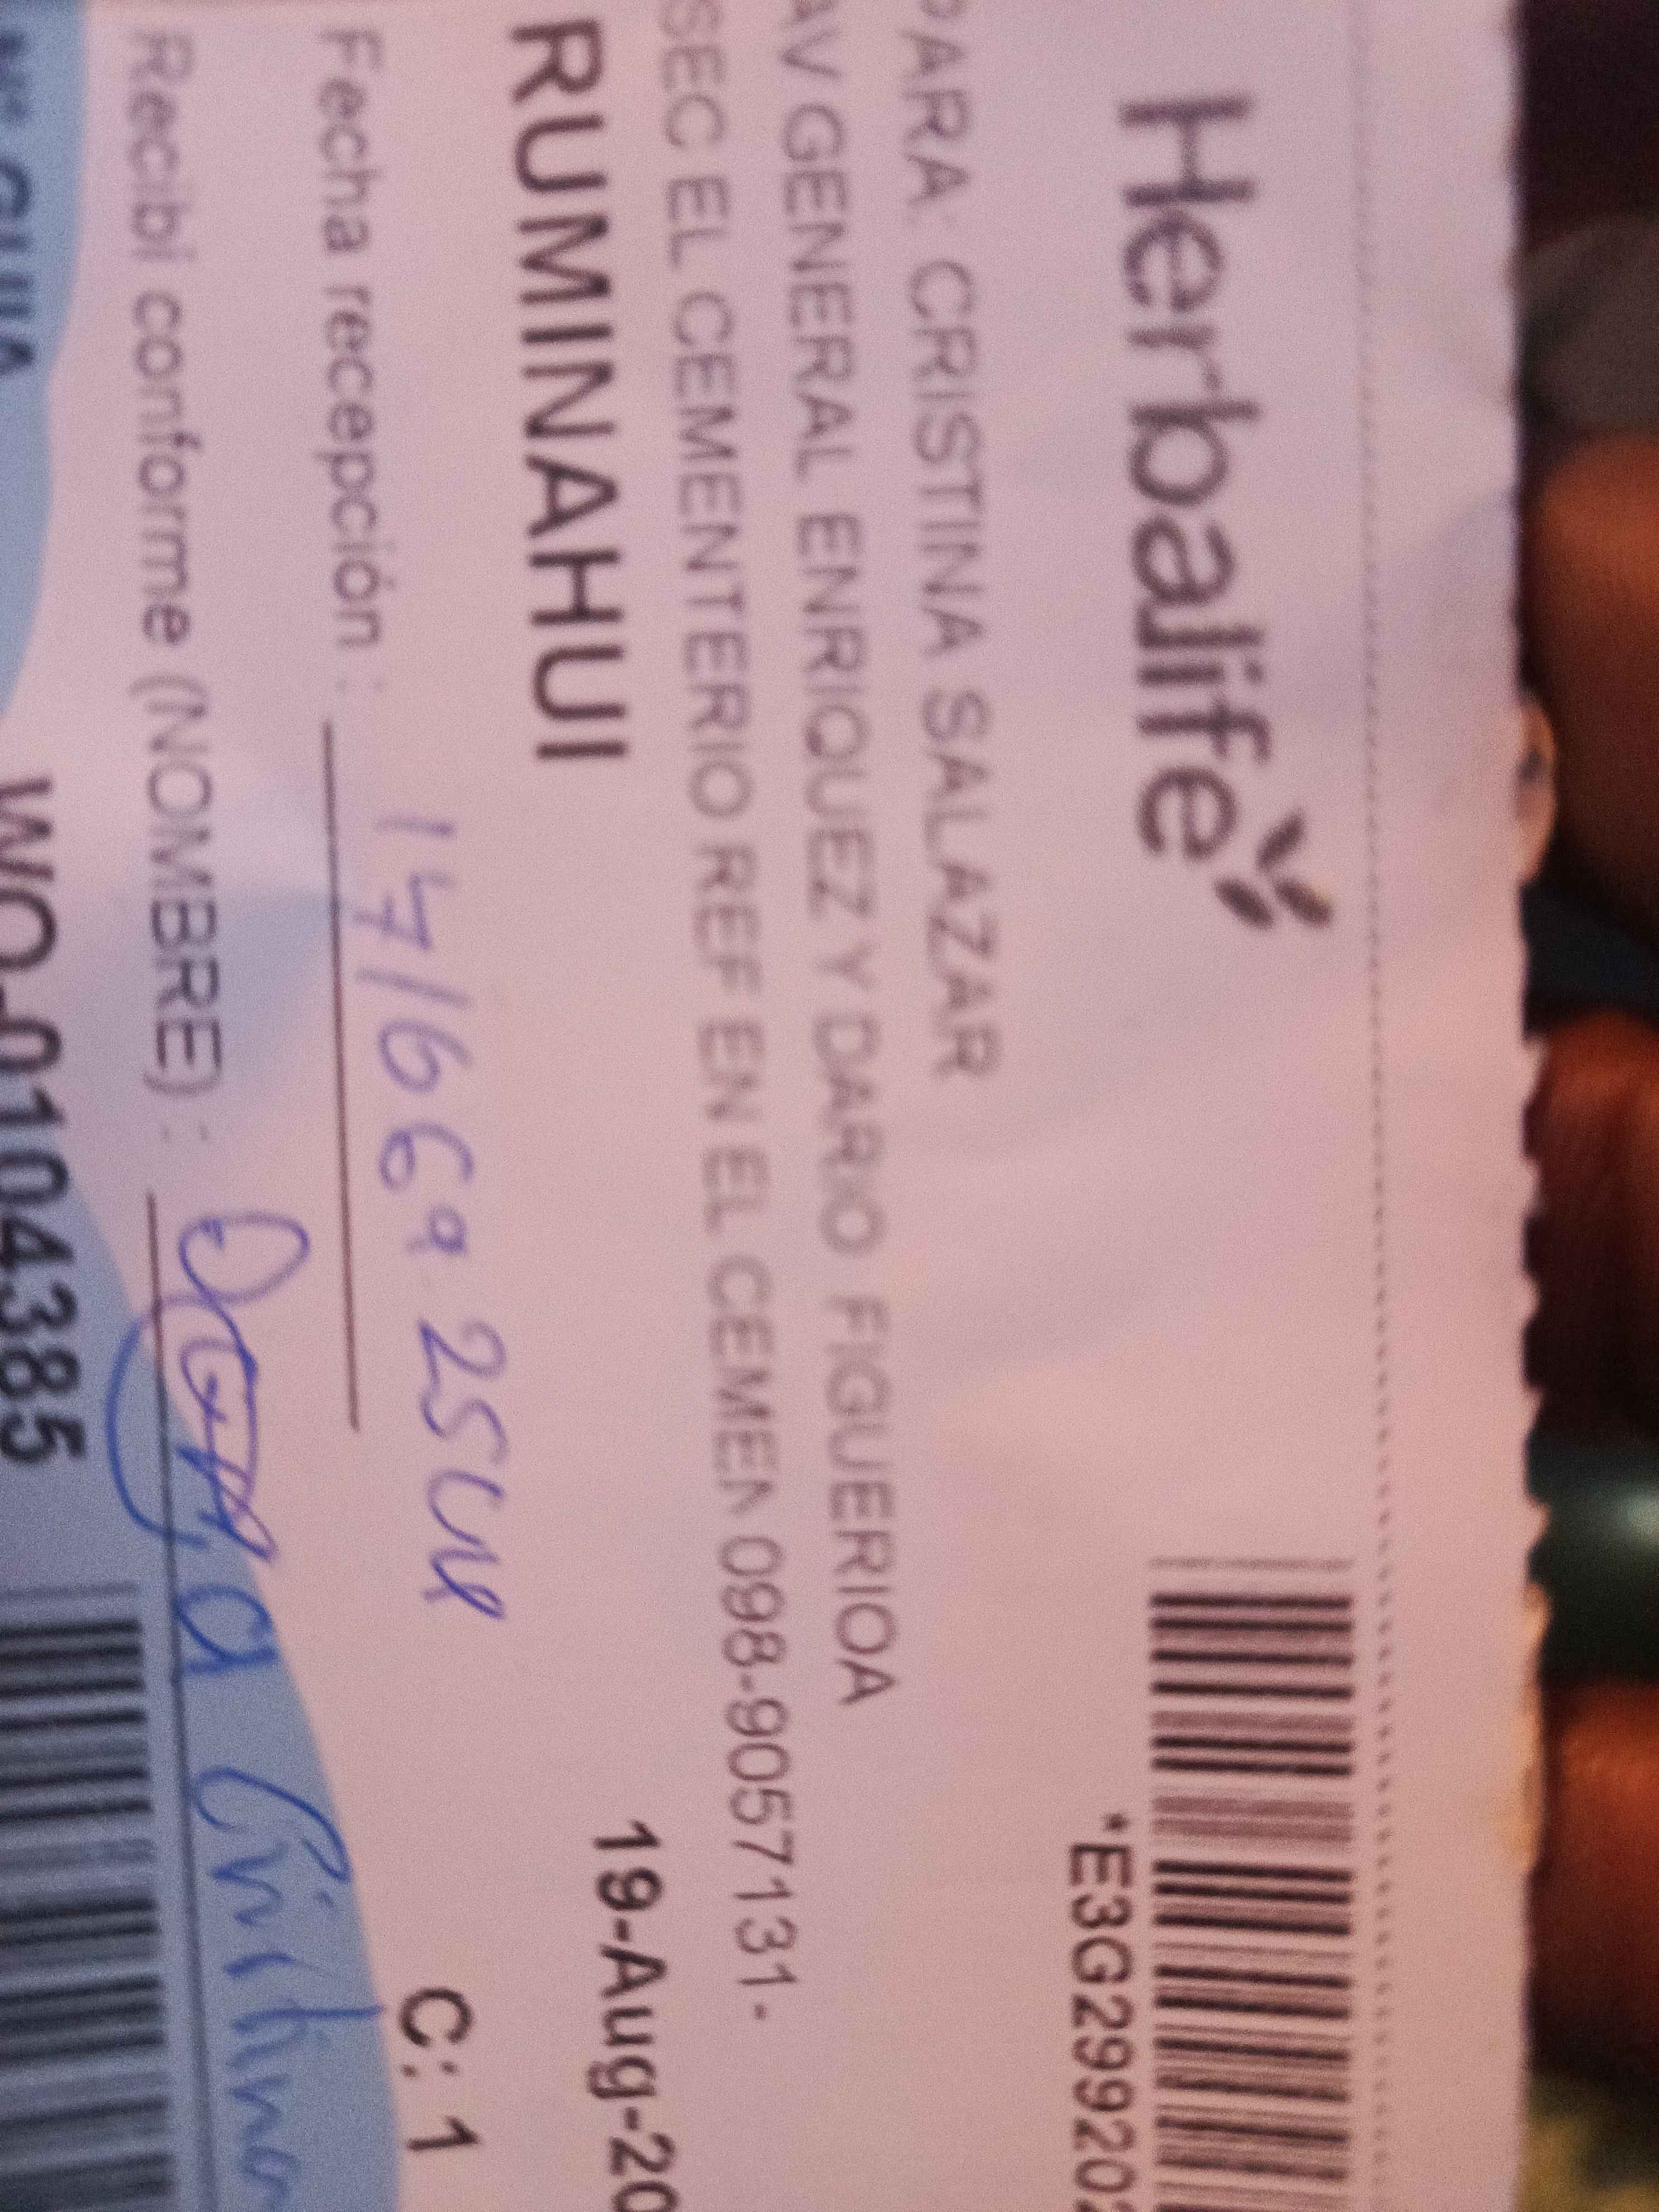 Herbalife
*E3G299202
PARA: CRISTINA SALAZAR
AV GENERAL ENRIQUEZ Y DARIO FIGUERIOA
SEC EL CEMENTERIO REF EN EL CEMEN 098-9057131-
RUMINAHUI
19-Aug-20
Fecha recepción :
C: 1
Recibí conforme (NOMBRE) :
WO-01104385